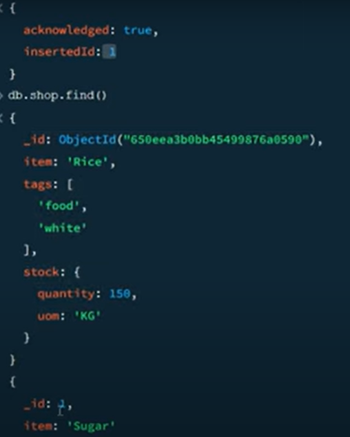 {
acknowledged: true,
insertedId: 1
}
db.shop.find()
{
_id: ObjectId("650eea3b0bb45499876a0590"),
item: 'Rice',
tags: [
'food',
'white'
],
stock: {
quantity: 150,
uom: 'KG'
}
}
{
_id: 1,
item: 'Sugar'